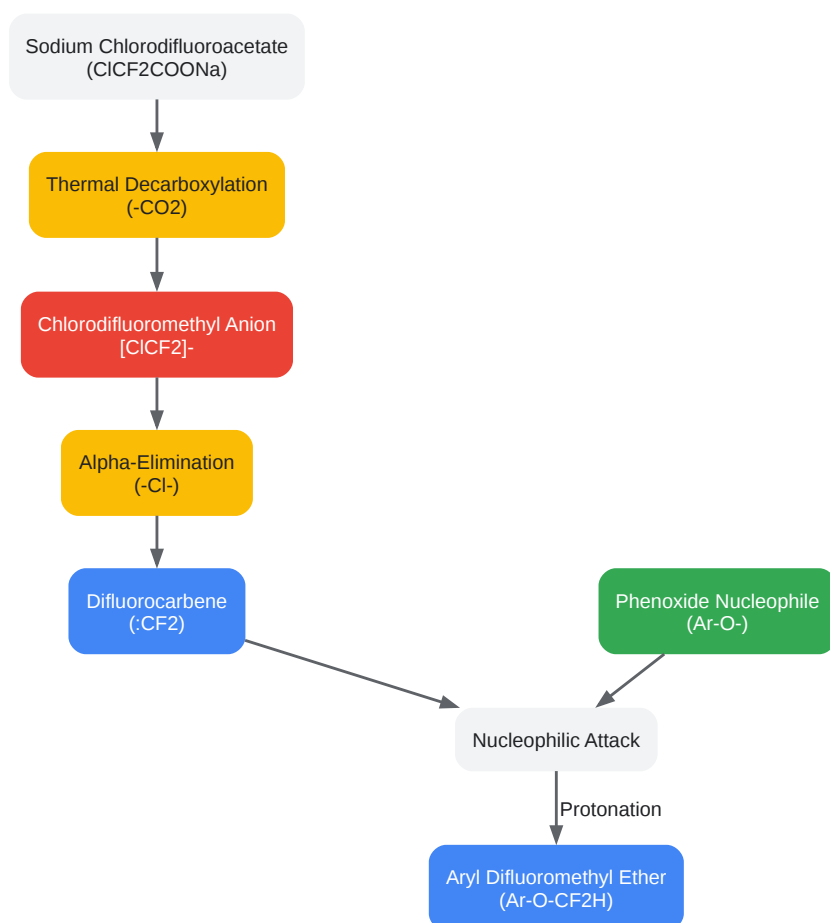 Sodium Chlorodifluoroacetate
(ClCF2COONa)
Thermal Decarboxylation
(-CO2)
Chlorodifluoromethyl Anion
[ClCF2]-
Alpha-Elimination
(-Cl-)
Difluorocarbene
(:CF2)
Phenoxide Nucleophile
(Ar-O-)
Nucleophilic Attack
Protonation
Aryl Difluoromethyl Ether
(Ar-O-CF2H)